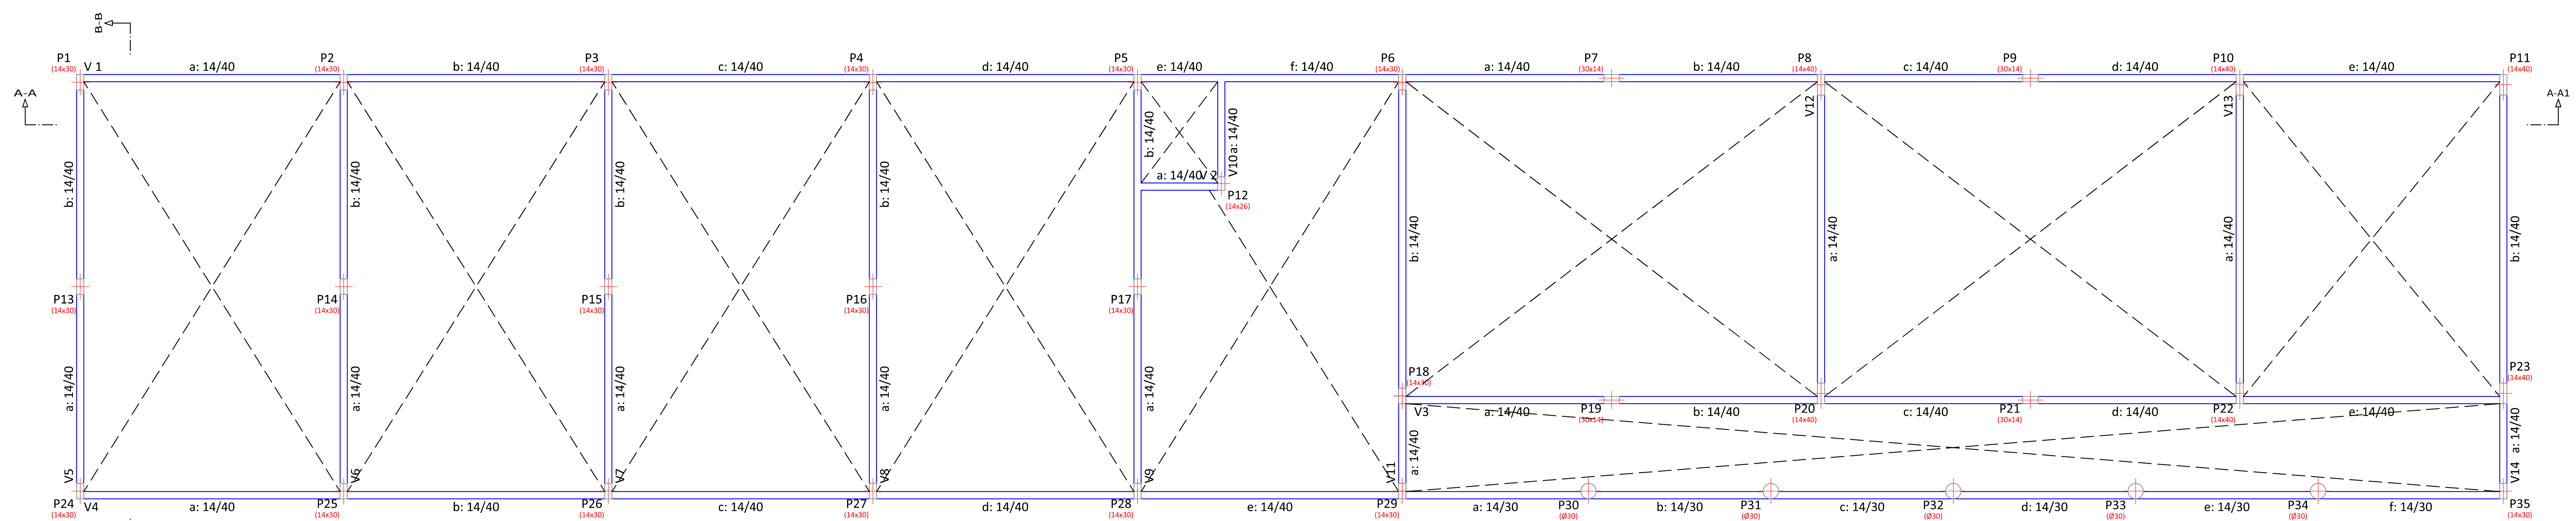 B-B
P1
(14x30)
V 1
a: 14/40
P2
(14x30)
b: 14/40
P3
(14x30)
c: 14/40
P4
(14x30)
d: 14/40
P5
(14x30)
e: 14/40
f: 14/40
P6
(14x30)
a: 14/40
P7
(30x14)
b: 14/40
P8
(14x40)
c: 14/40
P9
(30x14)
d: 14/40
P10
(14x40)
e: 14/40
P11
(14x40)
A-A
A-A1
V12
V13
b: 14/40
b: 14/40
b: 14/40
b: 14/40
b: 14/40
V10
a: 14/40
a: 14/40
V 2
P12
(14x26)
b: 14/40
a: 14/40
a: 14/40
b: 14/40
P13
(14x30)
P14
(14x30)
P15
(14x30)
P16
(14x30)
P17
(14x30)
P18
(14x30)
P23
(14x40)
V3
a: 14/40
P19
(30x14)
b: 14/40
P20
(14x40)
c: 14/40
P21
(30x14)
d: 14/40
P22
(14x40)
e: 14/40
a: 14/40
a: 14/40
a: 14/40
a: 14/40
a: 14/40
a: 14/40
a: 14/40
V5
V6
V7
V8
V9
V11
V14
P24
(14x30)
V4
a: 14/40
P25
(14x30)
b: 14/40
P26
(14x30)
c: 14/40
P27
(14x30)
d: 14/40
P28
(14x30)
e: 14/40
P29
(14x30)
a: 14/30
P30
(Ø30)
b: 14/30
P31
(Ø30)
c: 14/30
P32
(Ø30)
d: 14/30
P33
(Ø30)
e: 14/30
P34
(Ø30)
f: 14/30
P35
(14x30)